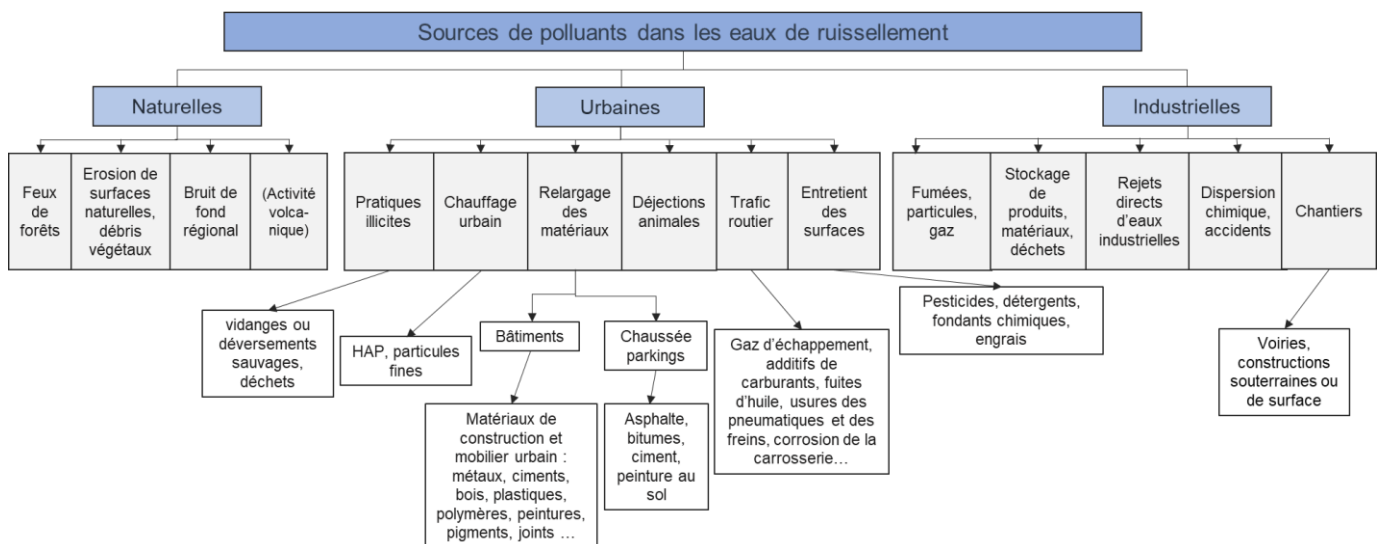 Sources de polluants dans les eaux de ruissellement
Naturelles
Urbaines
Industrielles
Feux
de
forêts
Erosion de
surfaces
naturelles,
débris
végétaux
Bruit de
fond
régional
(Activité
volca-
nique)
Pratiques
illicites
Chauffage
urbain
Relargage
des
matériaux
Déjections
animales
Trafic
routier
Entretient
des
surfaces
Fumées,
particules,
gaz
Stockage
de
produits,
matériaux,
déchets
Rejets
directs
d'eaux
industrielles
Dispersion
chimique,
accidents
Chantiers
vidanges ou
déversements
sauvages,
déchets
HAP, particules
fines
Bâtiments
Chaussée
parkings
Gaz d'échappement,
additifs de
carburants, fuites
d'huile, usures des
pneumatiques et des
freins, corrosion de la
carrosserie…
Pesticides, détergents,
fondants chimiques,
engrais
Voiries,
constructions
souterraines ou
de surface
Matériaux de
construction et
mobilier urbain :
métaux, ciments,
bois, plastiques,
polymères, peintures,
pigments, joints …
Asphalte,
bitumes,
ciment,
peinture au
sol